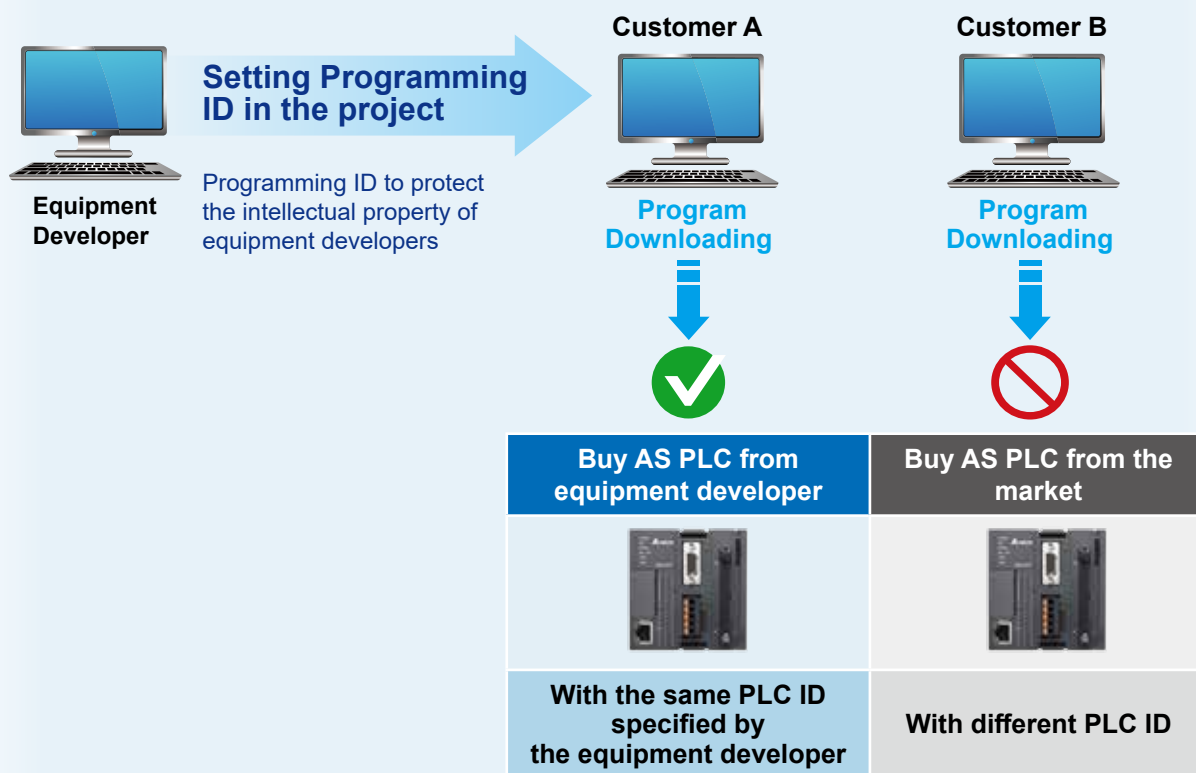 Customer A
Customer B
Setting Programming
ID in the project
Programming ID to protect
the intellectual property of
equipment developers
Equipment
Developer
Program
Downloading
Program
Downloading
Buy AS PLC from
equipment developer
Buy AS PLC from the
market
With the same PLC ID
specified by
the equipment developer
With different PLC ID